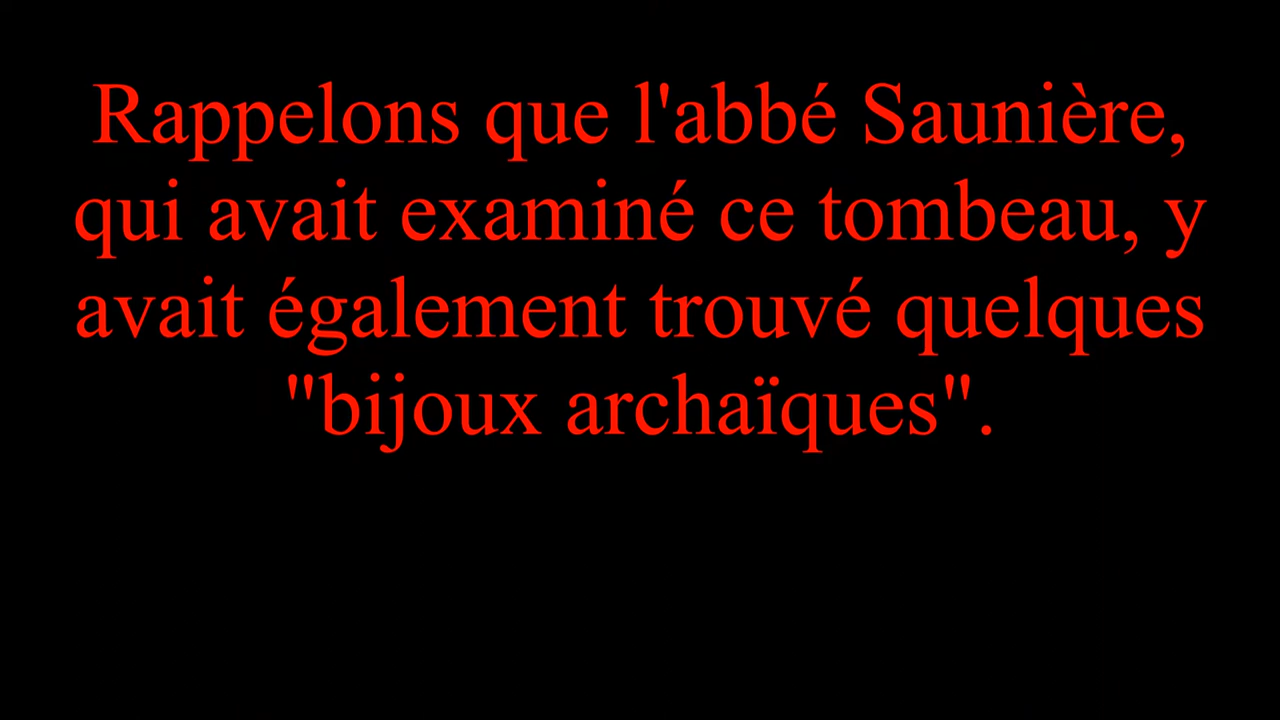 Rappelons que l'abbé Saunière,
qui avait examiné ce tombeau, y
avait également trouvé quelques
"bijoux archaïques".